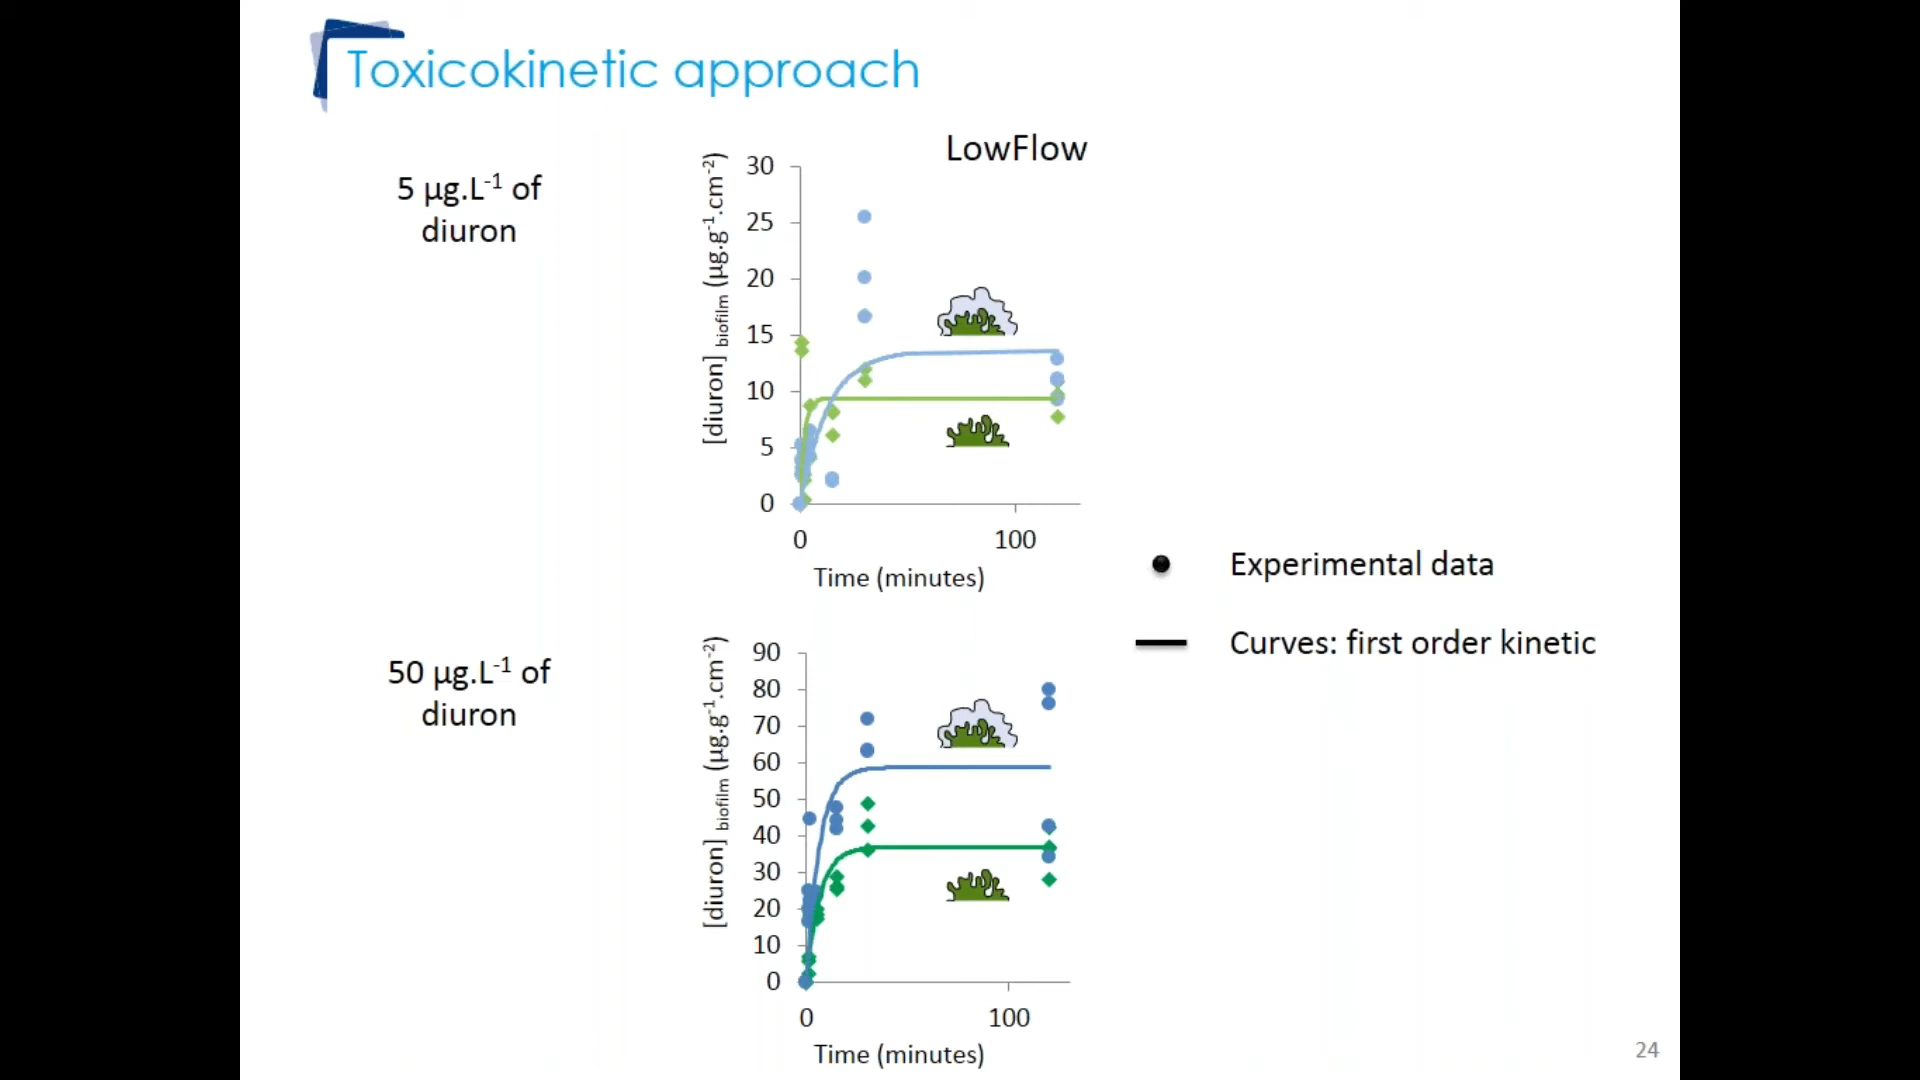 Toxicokinetic approach
LowFlow
5 µg.L⁻¹ of
diuron
[diuron] biofilm (µg.g⁻¹.cm⁻²)
30
25
20
15
10
5
0
0 100
Time (minutes)
Experimental data
Curves: first order kinetic
50 µg.L⁻¹ of
diuron
[diuron] biofilm (µg.g⁻¹.cm⁻²)
90
80
70
60
50
40
30
20
10
0
0 100
Time (minutes)
24